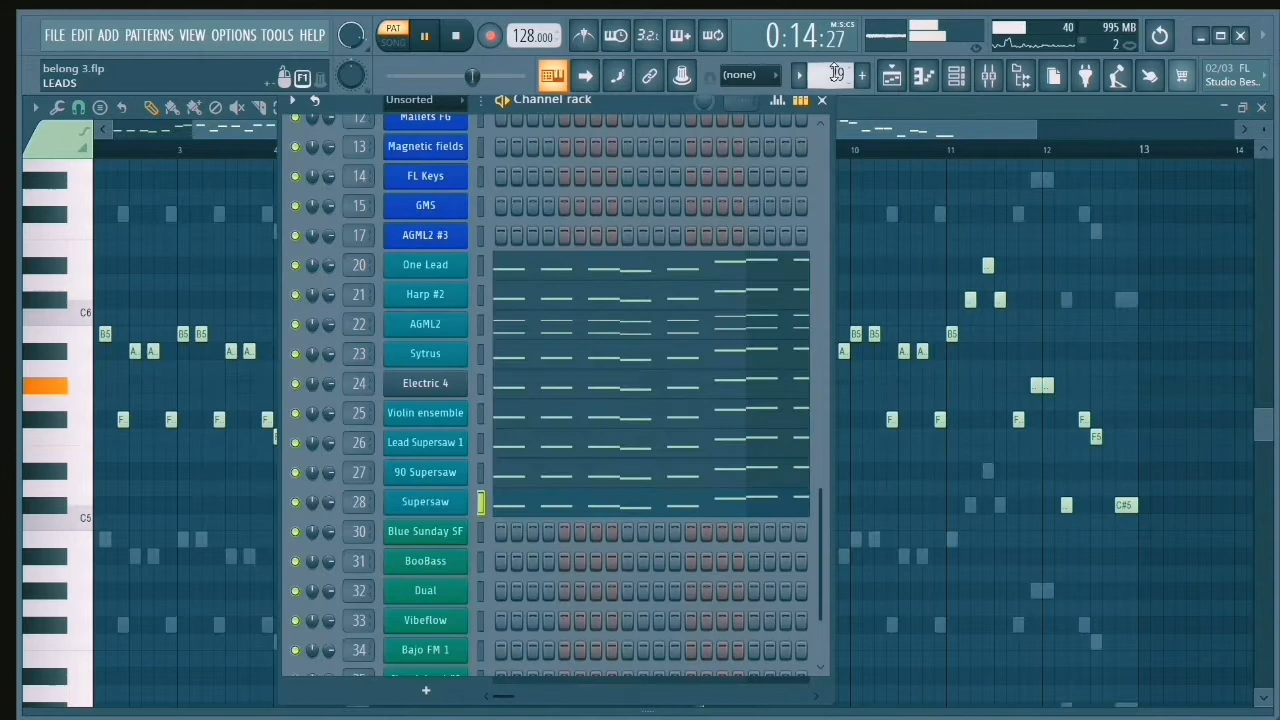 FILE EDIT ADD PATTERNS VIEW OPTIONS TOOLS HELP
PAT
SONG
128.000
3.2:
0:14:27
M:S:CS
40
995 MB
2
belong 3.flp
LEADS
F1
(none)
19
02/03 FL
Studio Bes..
Unsorted
Channel rack
3
10
11
12
13
14
12 Mallets FG
13 Magnetic fields
14 FL Keys
15 GMS
17 AGML2 #3
20 One Lead
21 Harp #2
22 AGML2
23 Sytrus
24 Electric 4
25 Violin ensemble
26 Lead Supersaw 1
27 90 Supersaw
28 Supersaw
30 Blue Sunday SF
31 BooBass
32 Dual
33 Vibeflow
34 Bajo FM 1
C6
C5
B5 B5 B5
A.. A.. A.. A..
F F F F
B5 B5 B5
A.. A.. A..
F F F F
F5
C#5